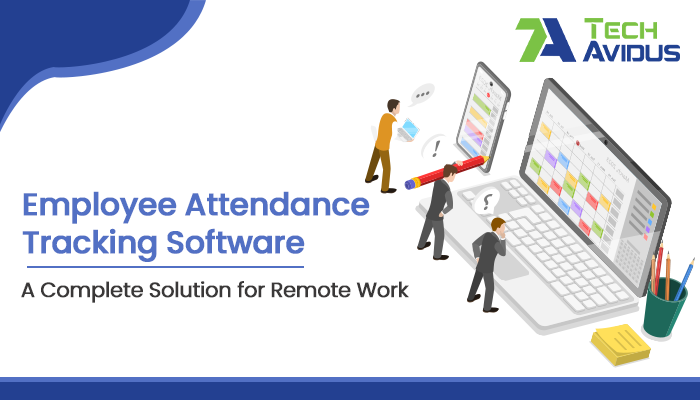 TECH
AVIDUS
Employee Attendance
Tracking Software
A Complete Solution for Remote Work